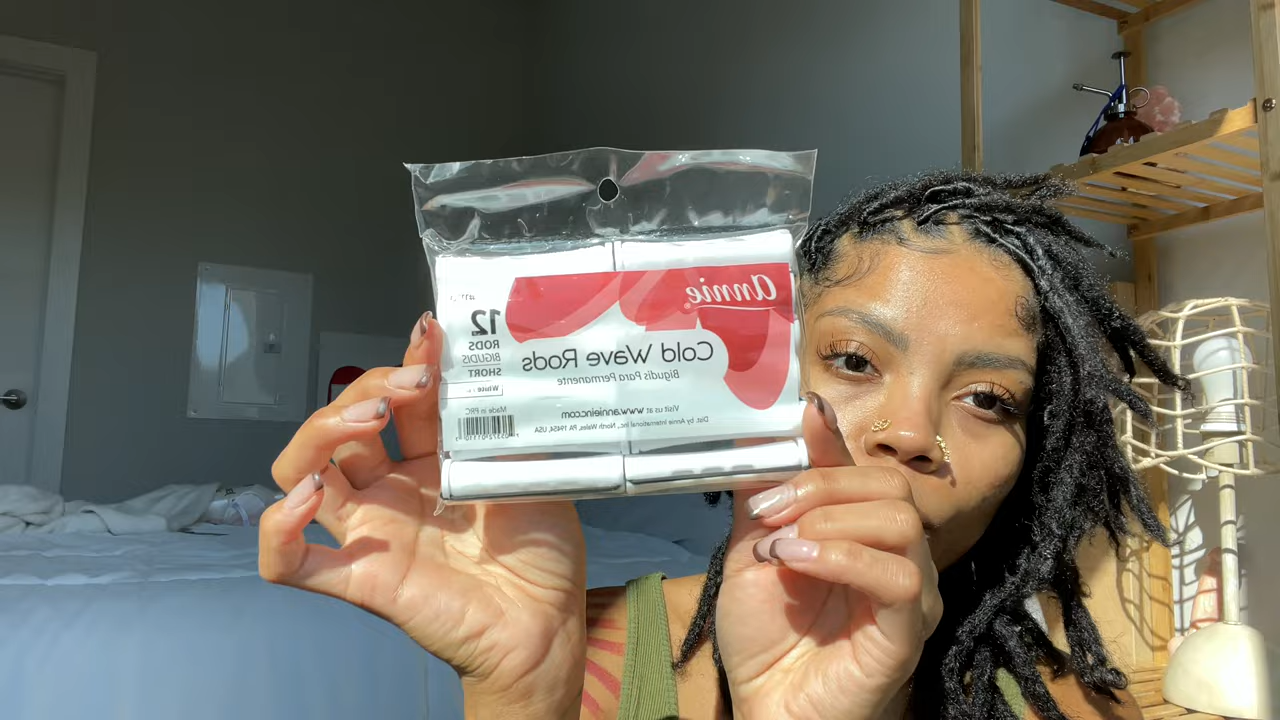 Annie®
12
RODS
BIGUDIS
SHORT
White
Cold Wave Rods
Bigudis Para Permanente
Made in PRC
Visit us at www.annieinc.com
Dist. by Annie International Inc., North Wales, PA 19454, USA